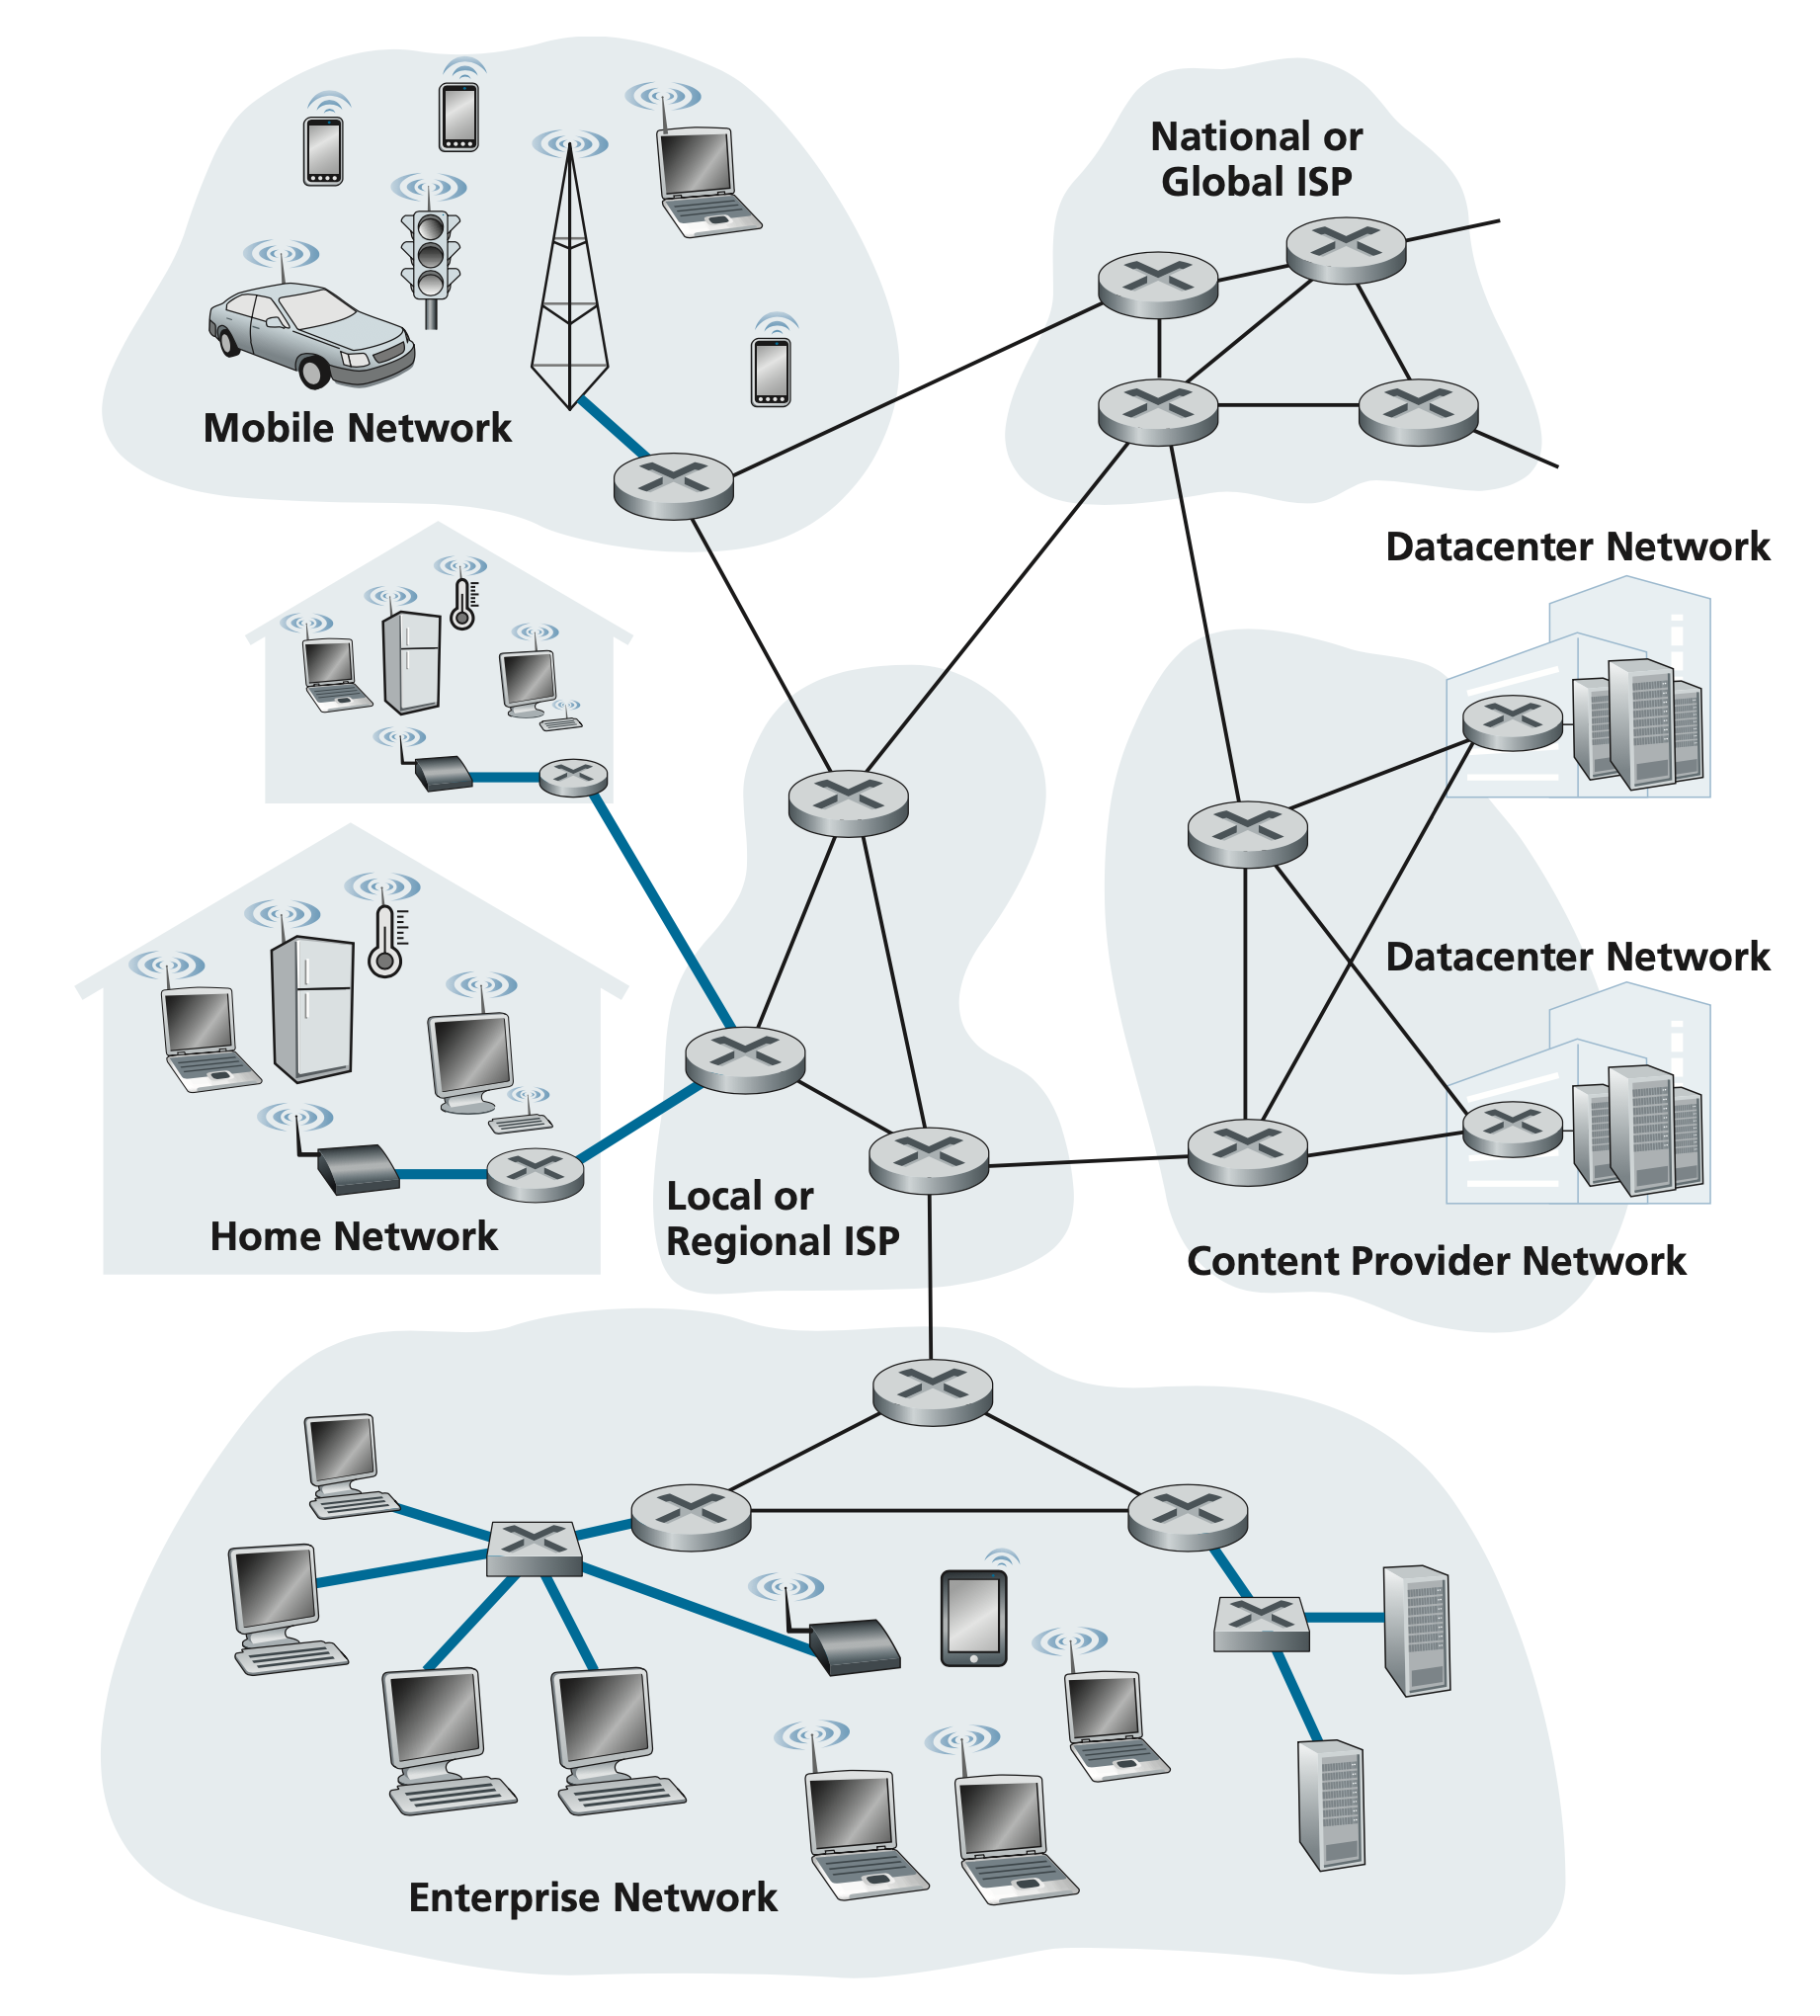 National or
Global ISP
Mobile Network
Datacenter Network
Datacenter Network
Home Network
Local or
Regional ISP
Content Provider Network
Enterprise Network